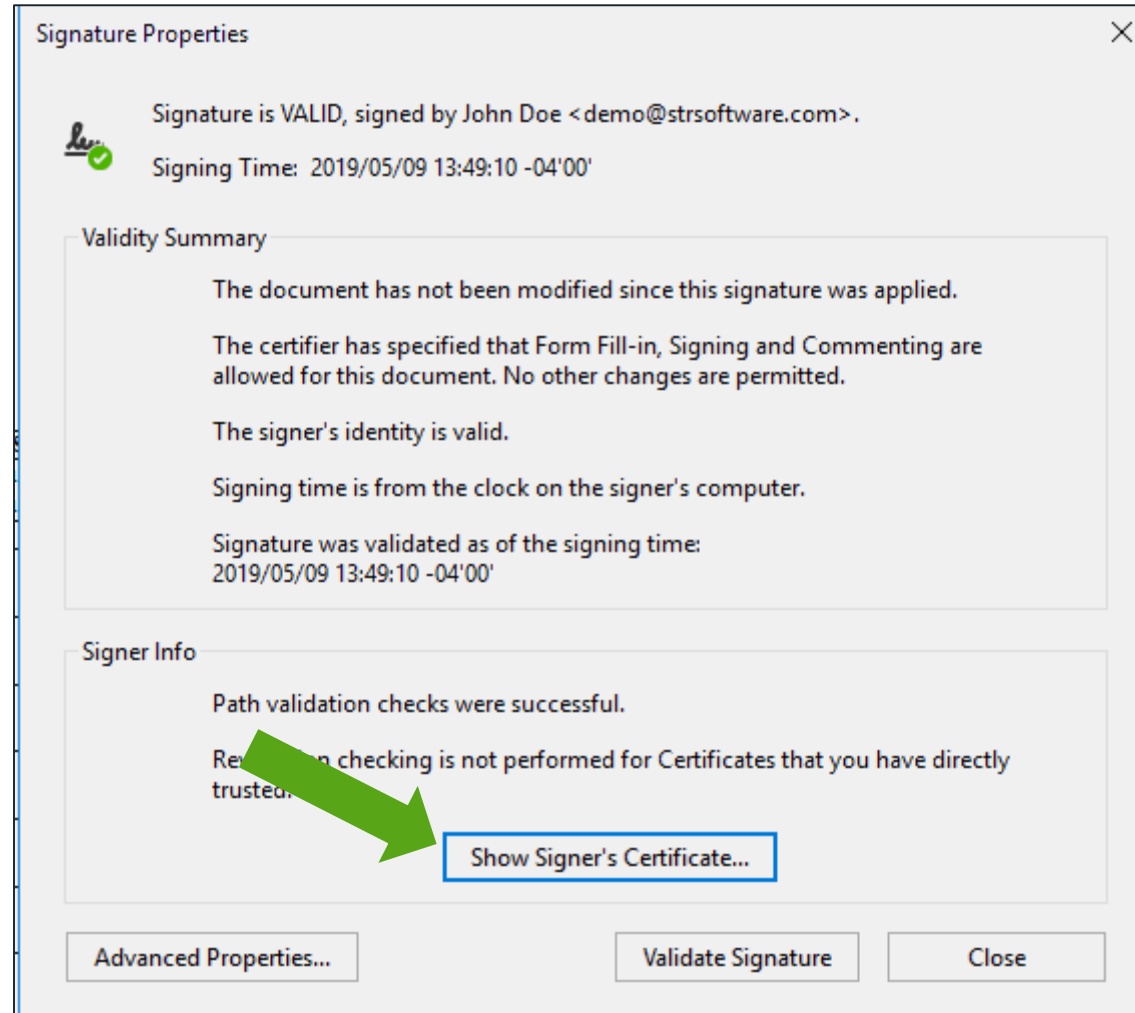 Signature Properties
Signature is VALID, signed by John Doe <demo@strsoftware.com>.
Signing Time: 2019/05/09 13:49:10 -04'00'
Validity Summary
The document has not been modified since this signature was applied.
The certifier has specified that Form Fill-in, Signing and Commenting are
allowed for this document. No other changes are permitted.
The signer's identity is valid.
Signing time is from the clock on the signer's computer.
Signature was validated as of the signing time:
2019/05/09 13:49:10 -04'00'
Signer Info
Path validation checks were successful.
checking is not performed for Certificates that you have directly
trusted.
Show Signer's Certificate...
Advanced Properties...
Validate Signature
Close